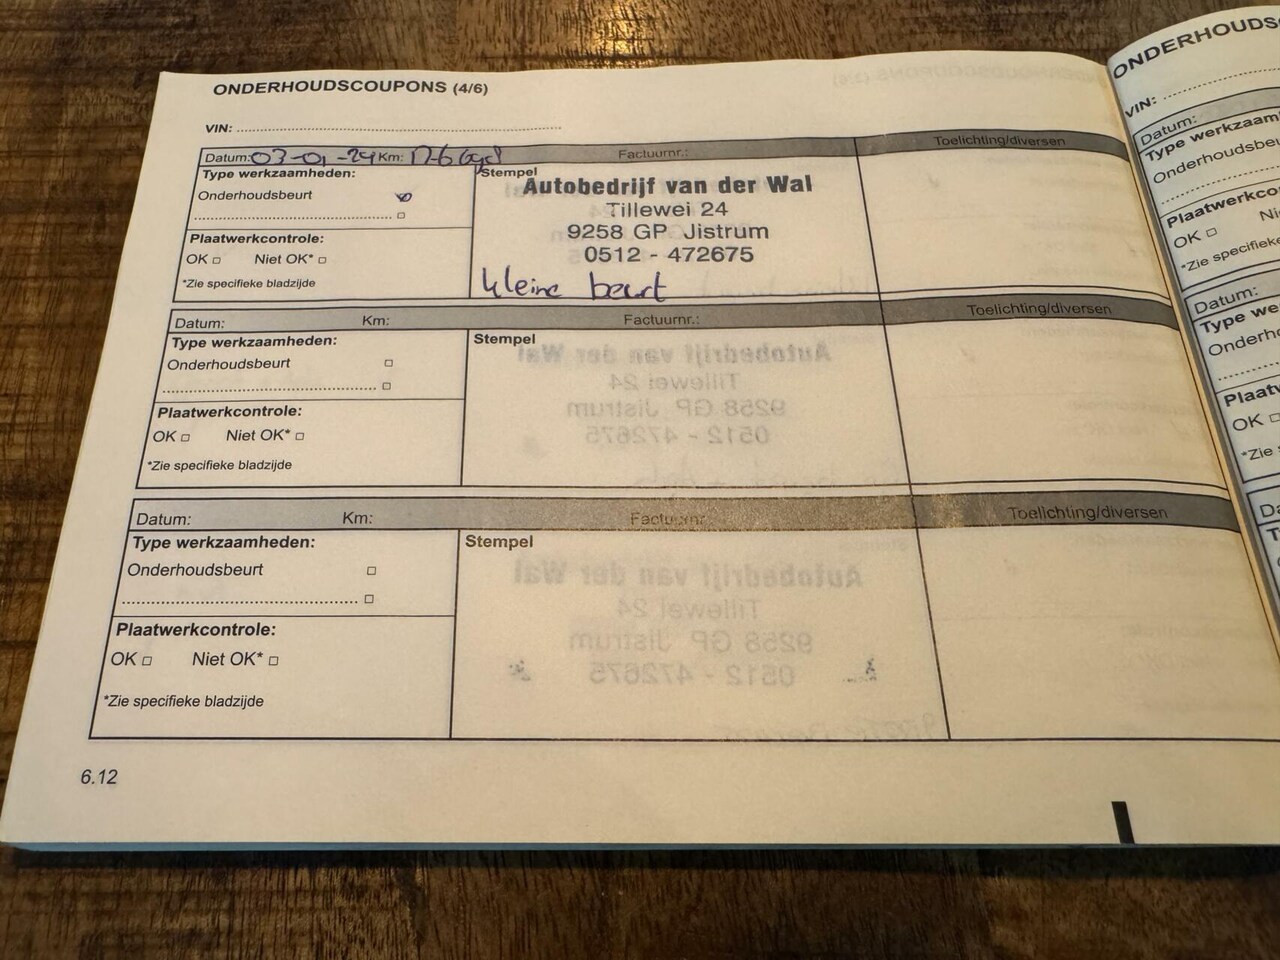 ONDERHOUDSCOUPONS (4/6)
VIN:
Datum: 03-01-24 Km: Factuurnr.: Toelichting/diversen
Type werkzaamheden: Stempel
Onderhoudsbeurt
Autobedrijf van der Wal
Tillewei 24
9258 GP Jistrum
0512 - 472675
kleine beurt
Plaatwerkcontrole:
OK □ Niet OK* □
*Zie specifieke bladzijde
Datum: Km: Factuurnr.: Toelichting/diversen
Type werkzaamheden: Stempel
Onderhoudsbeurt □
Plaatwerkcontrole:
OK □ Niet OK* □
*Zie specifieke bladzijde
Datum: Km: Factuurnr. Toelichting/diversen
Type werkzaamheden: Stempel
Onderhoudsbeurt □
Plaatwerkcontrole:
OK □ Niet OK* □
*Zie specifieke bladzijde
6.12
ONDERHOUDS
VIN:
Datum:
Type werkzaam
Onderhoudsbeu
Plaatwerkcontro
OK □ Ni
*Zie specifieke
Datum:
Type we
Onderho
Plaatw
OK □
*Zie